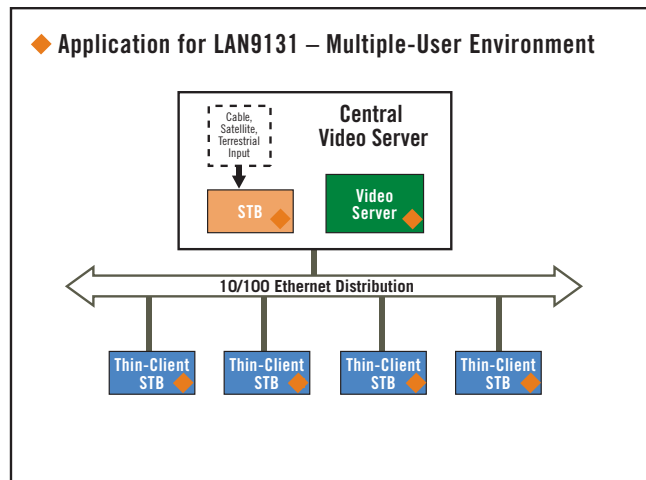 Application for LAN9131 – Multiple-User Environment
Cable,
Satellite,
Terrestrial
Input
Central
Video Server
STB
Video
Server
10/100 Ethernet Distribution
Thin-Client
STB
Thin-Client
STB
Thin-Client
STB
Thin-Client
STB